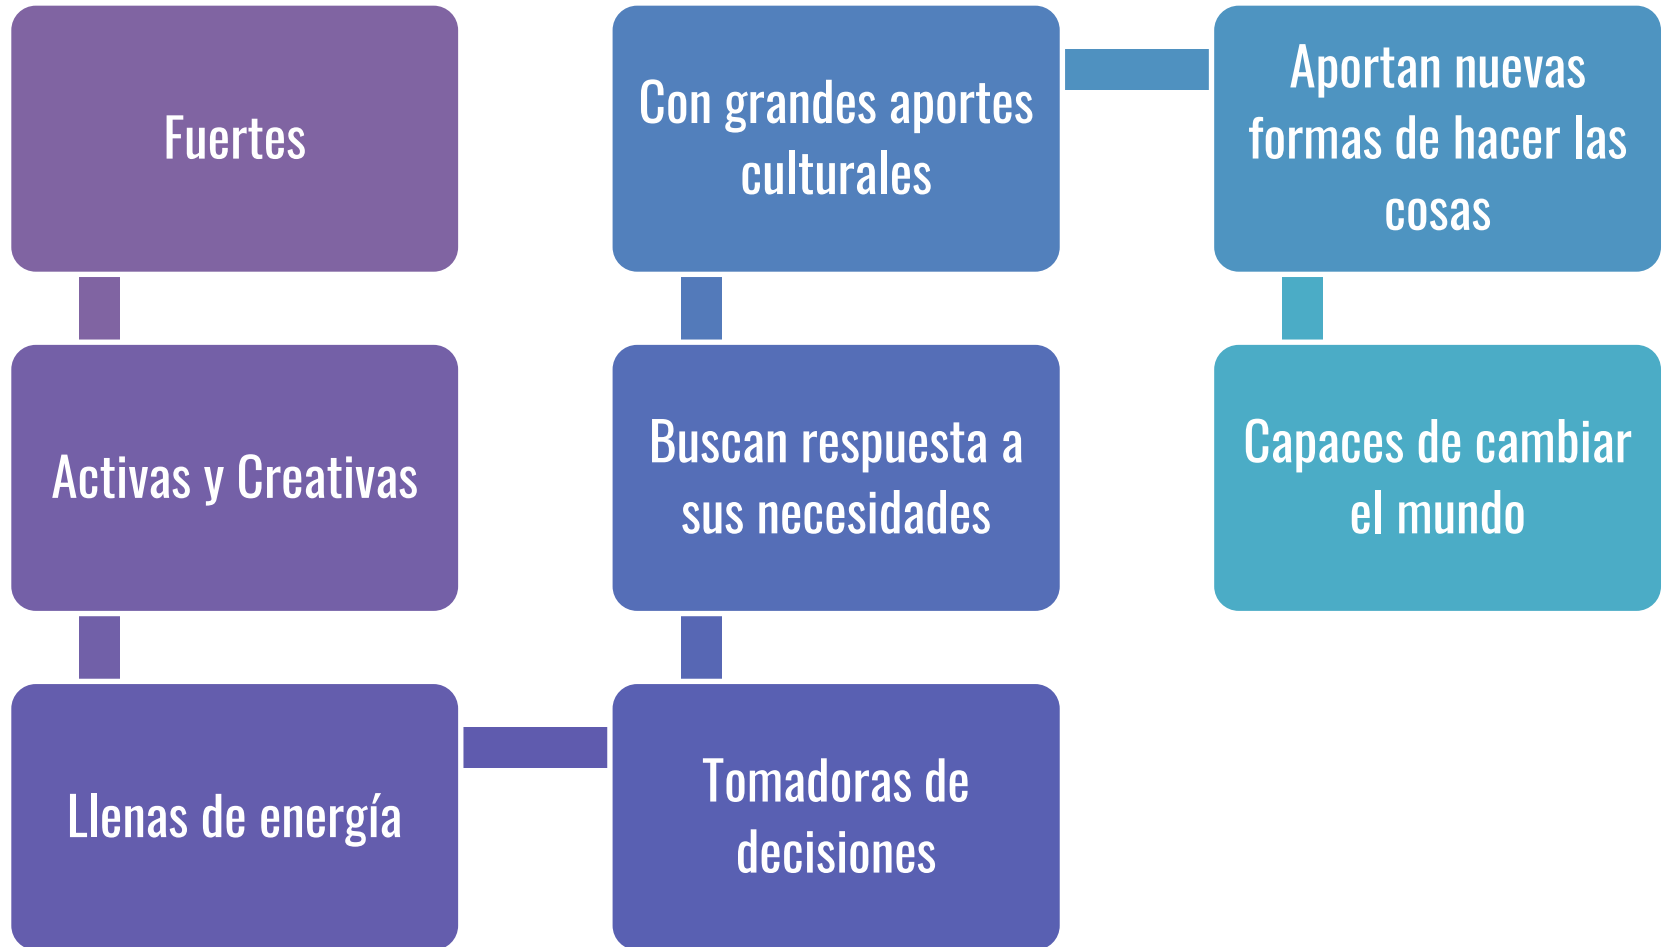 Fuertes
Activas y Creativas
Llenas de energía
Tomadoras de
decisiones
Buscan respuesta a
sus necesidades
Con grandes aportes
culturales
Aportan nuevas
formas de hacer las
cosas
Capaces de cambiar
el mundo